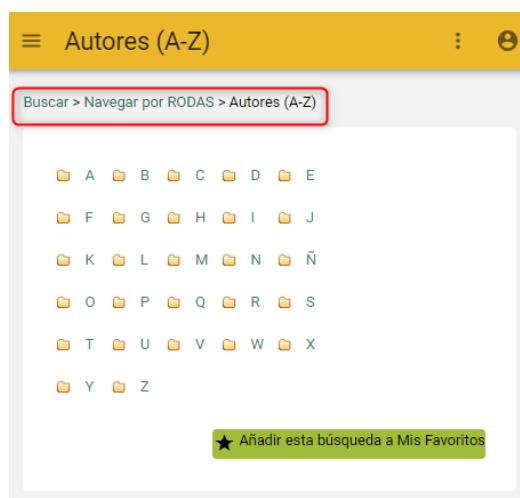 Autores (A-Z)
Buscar > Navegar por RODAS > Autores (A-Z)
A B C D E
F G H I J
K L M N Ñ
O P Q R S
T U V W X
Y Z
Añadir esta búsqueda a Mis Favoritos